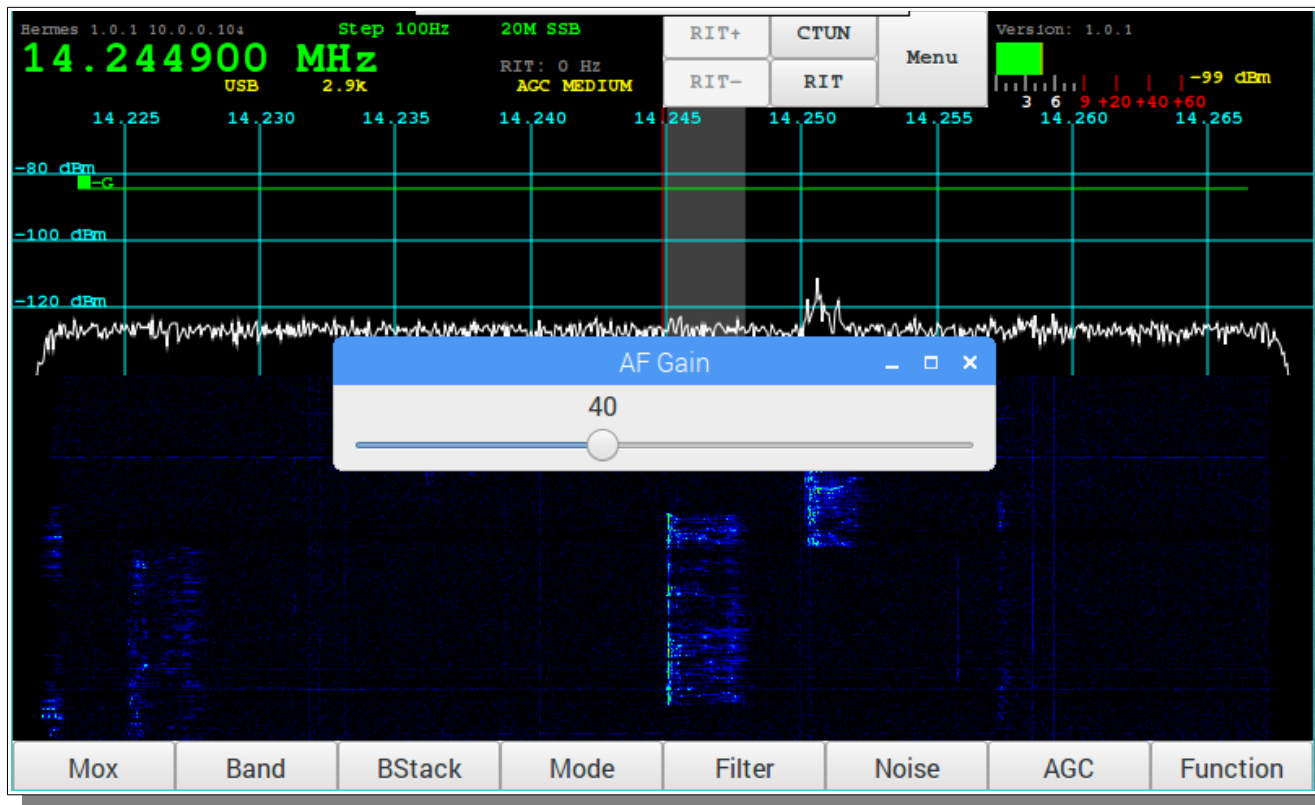 Hermes 1.0.1 10.0.0.104
Step 100Hz
20M SSB
14.244900 MHz
RIT: 0 Hz
USB
2.9k
AGC MEDIUM
RIT+
CTUN
Menu
RIT-
RIT
Version: 1.0.1
-99 dBm
3 6 9 +20 +40 +60
14.225 14.230 14.235 14.240 14.245 14.250 14.255 14.260 14.265
-80 dBm
-G
-100 dBm
-120 dBm
AF Gain
40
Mox Band BStack Mode Filter Noise AGC Function